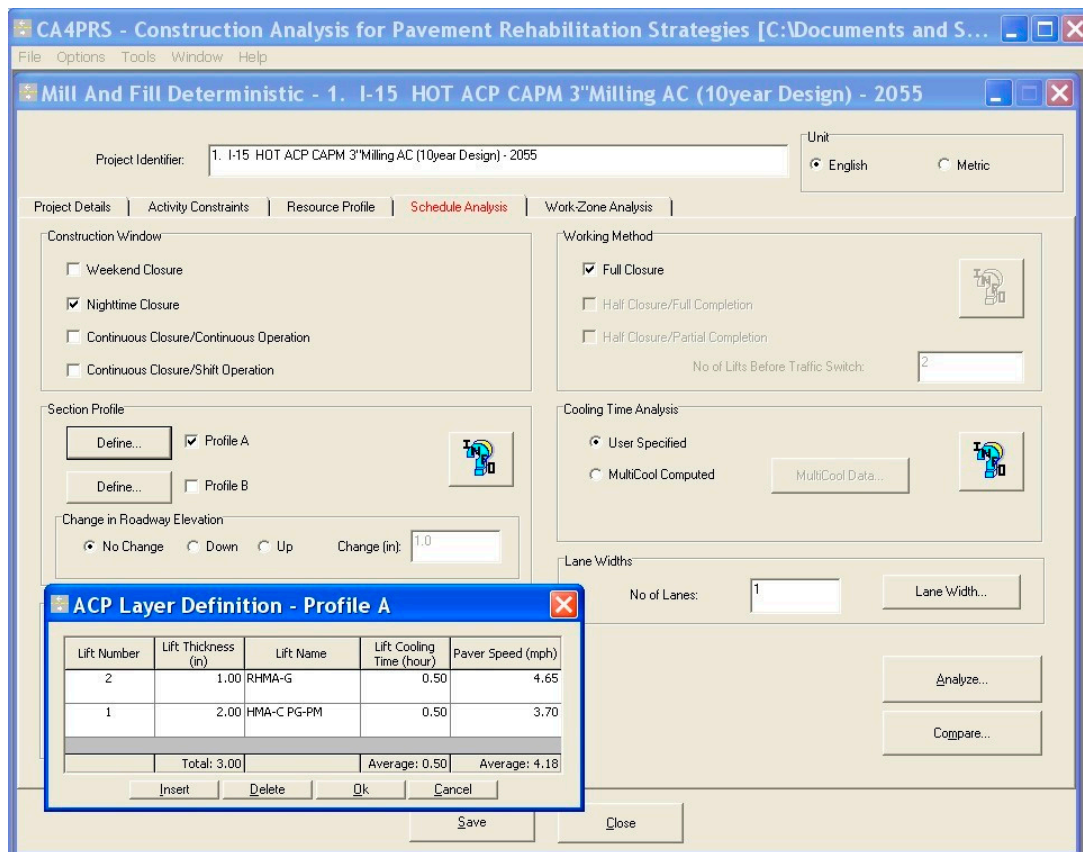 CA4PRS - Construction Analysis for Pavement Rehabilitation Strategies [C:\Documents and S...
File Options Tools Window Help
Mill And Fill Deterministic - 1. I-15 HOT ACP CAPM 3"Milling AC (10year Design) - 2055
Project Identifier: 1. I-15 HOT ACP CAPM 3"Milling AC (10year Design) - 2055
Unit
English Metric
Project Details Activity Constraints Resource Profile Schedule Analysis Work-Zone Analysis
Construction Window
Weekend Closure
Nighttime Closure
Continuous Closure/Continuous Operation
Continuous Closure/Shift Operation
Working Method
Full Closure
Half Closure/Full Completion
Half Closure/Partial Completion
No of Lifts Before Traffic Switch: 2
INFO
Section Profile
Define... Profile A
Define... Profile B
INFO
Change in Roadway Elevation
No Change Down Up Change (in): 1.0
Cooling Time Analysis
User Specified
MultiCool Computed MultiCool Data...
INFO
Lane Widths
No of Lanes: 1 Lane Width...
ACP Layer Definition - Profile A
Lift Number Lift Thickness (in) Lift Name Lift Cooling Time (hour) Paver Speed (mph)
2 1.00 RHMA-G 0.50 4.65
1 2.00 HMA-C PG-PM 0.50 3.70
Total: 3.00 Average: 0.50 Average: 4.18
Insert Delete Ok Cancel
Analyze...
Compare...
Save Close